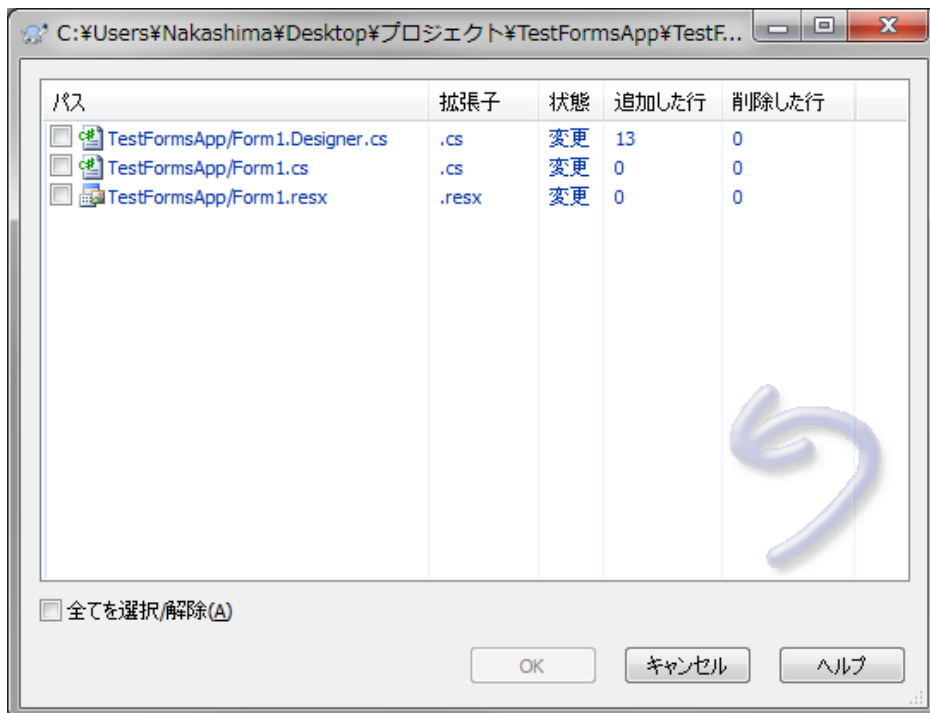 C:¥Users¥Nakashima¥Desktop¥プロジェクト¥TestFormsApp¥TestF...
パス 拡張子 状態 追加した行 削除した行
TestFormsApp/Form1.Designer.cs .cs 変更 13 0
TestFormsApp/Form1.cs .cs 変更 0 0
TestFormsApp/Form1.resx .resx 変更 0 0
全てを選択/解除(A)
OK キャンセル ヘルプ